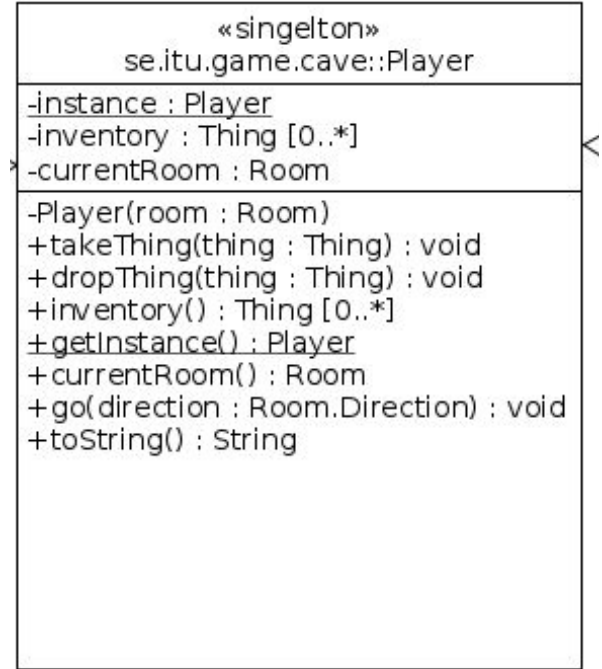 «singelton»
se.itu.game.cave::Player
-instance : Player
-inventory : Thing [0..*]
-currentRoom : Room
-Player(room : Room)
+takeThing(thing : Thing) : void
+dropThing(thing : Thing) : void
+inventory() : Thing [0..*]
+getInstance() : Player
+currentRoom() : Room
+go(direction : Room.Direction) : void
+toString() : String